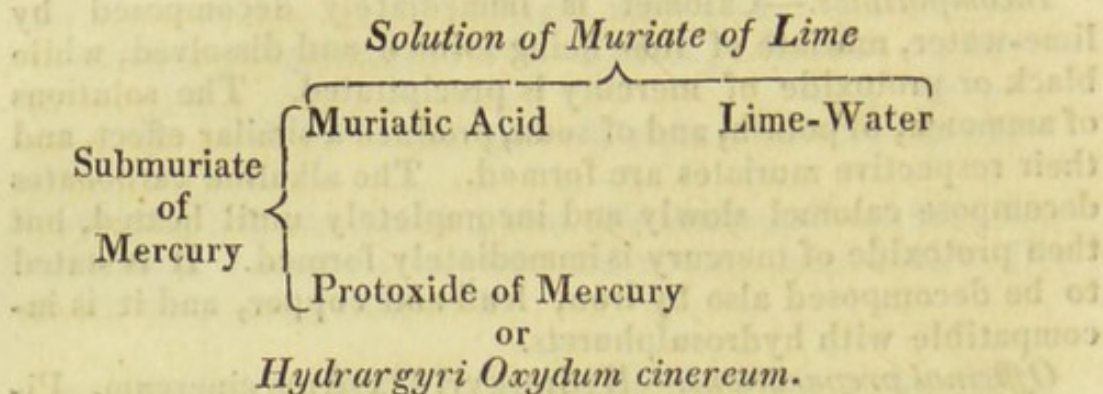 Solution of Muriate of Lime
Muriatic Acid Lime-Water
Submuriate
of
Mercury
Protoxide of Mercury
or
Hydrargyri Oxydum cinereum.